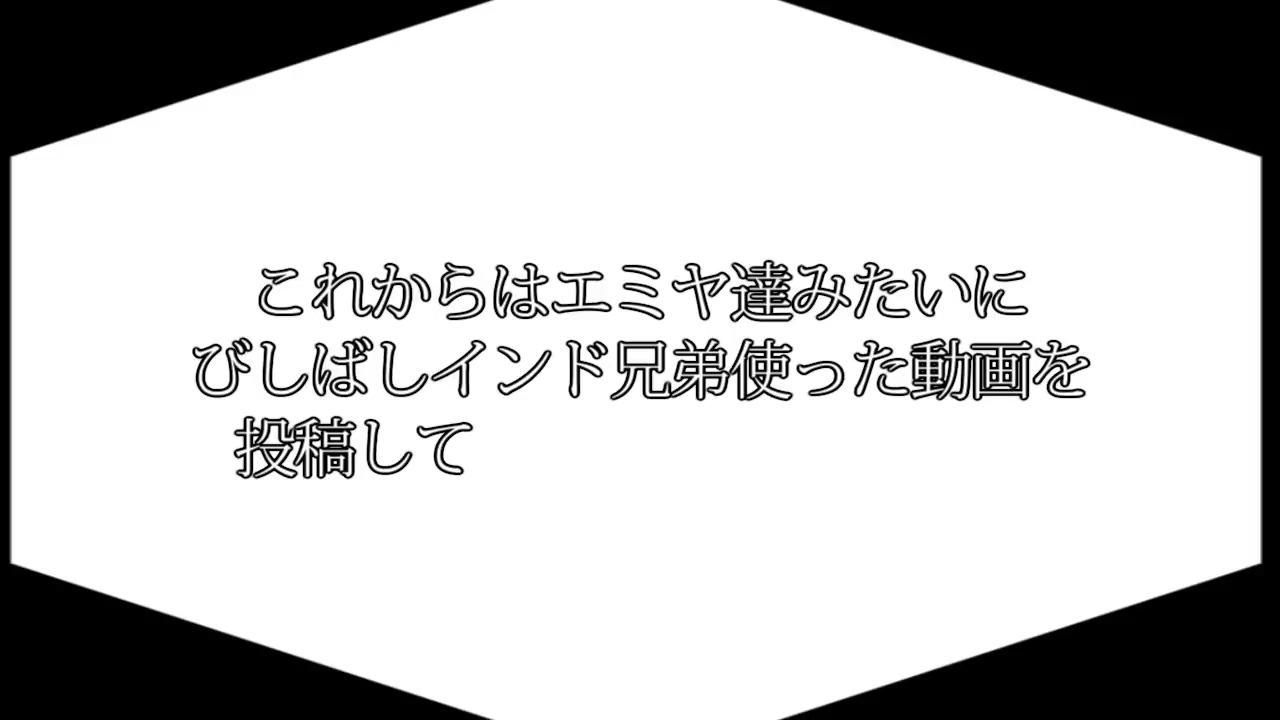 これからはエミヤ達みたいに
びしばしインド兄弟使った動画を
投稿して